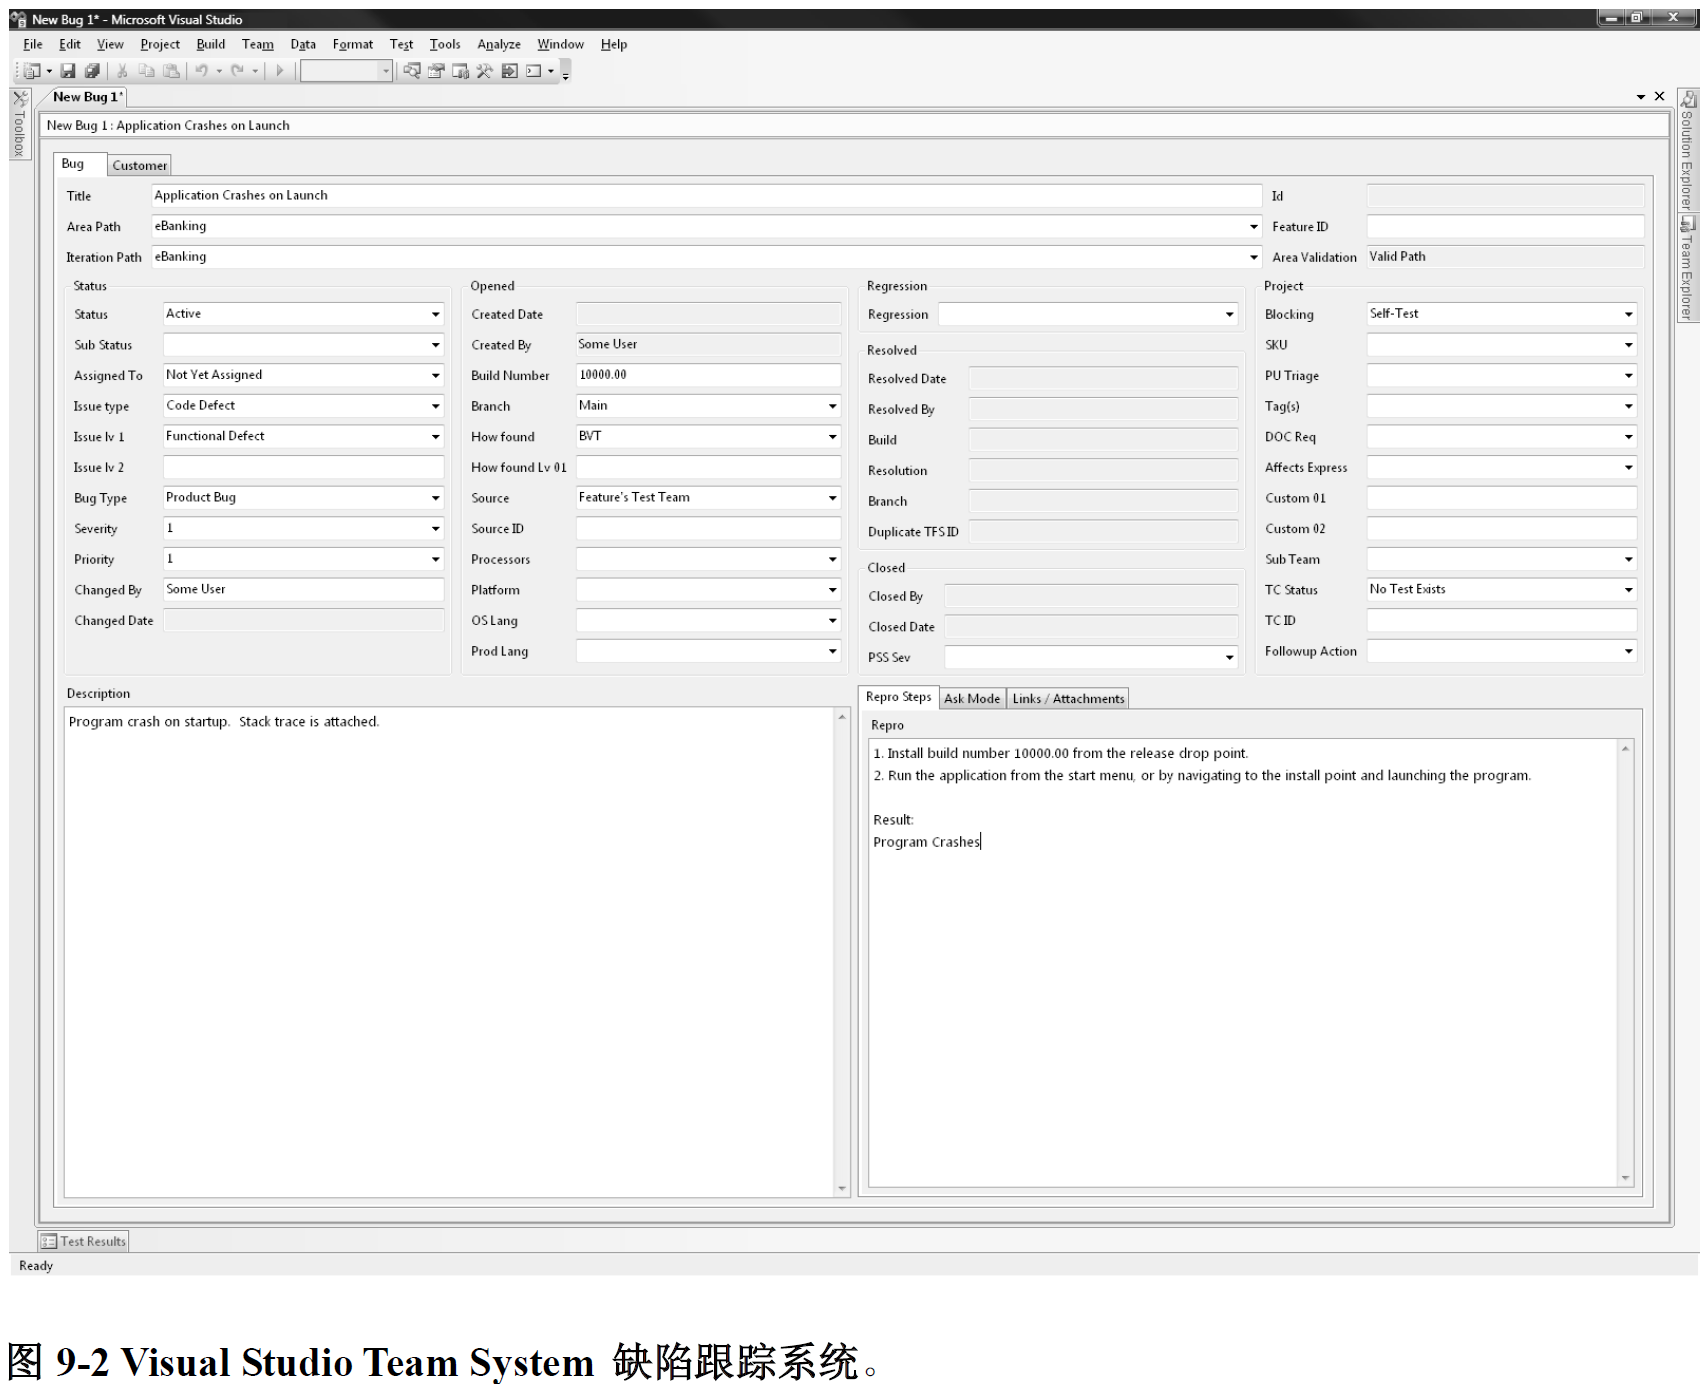 New Bug 1* - Microsoft Visual Studio
File Edit View Project Build Team Data Format Test Tools Analyze Window Help
Toolbox
New Bug 1*
New Bug 1 : Application Crashes on Launch
Bug Customer
Title Application Crashes on Launch Id
Area Path eBanking Feature ID
Iteration Path eBanking Area Validation Valid Path
Status
Status Active
Sub Status
Assigned To Not Yet Assigned
Issue type Code Defect
Issue lv 1 Functional Defect
Issue lv 2
Bug Type Product Bug
Severity 1
Priority 1
Changed By Some User
Changed Date
Opened
Created Date
Created By Some User
Build Number 10000.00
Branch Main
How found BVT
How found Lv 01
Source Feature's Test Team
Source ID
Processors
Platform
OS Lang
Prod Lang
Regression
Regression
Resolved
Resolved Date
Resolved By
Build
Resolution
Branch
Duplicate TFS ID
Closed
Closed By
Closed Date
PSS Sev
Project
Blocking Self-Test
SKU
PU Triage
Tag(s)
DOC Req
Affects Express
Custom 01
Custom 02
Sub Team
TC Status No Test Exists
TC ID
Followup Action
Description
Program crash on startup. Stack trace is attached.
Repro Steps Ask Mode Links / Attachments
Repro
1. Install build number 10000.00 from the release drop point.
2. Run the application from the start menu, or by navigating to the install point and launching the program.
Result:
Program Crashes
Solution Explorer
Team Explorer
Test Results
Ready
图 9-2 Visual Studio Team System 缺陷跟踪系统。